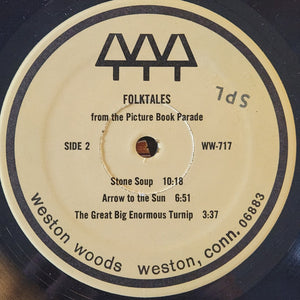 FOLKTALES
from the Picture Book Parade
SPL
SIDE 2 WW-717
Stone Soup 10:18
Arrow to the Sun 6:51
The Great Big Enormous Turnip 3:37
weston woods weston, conn. 06883